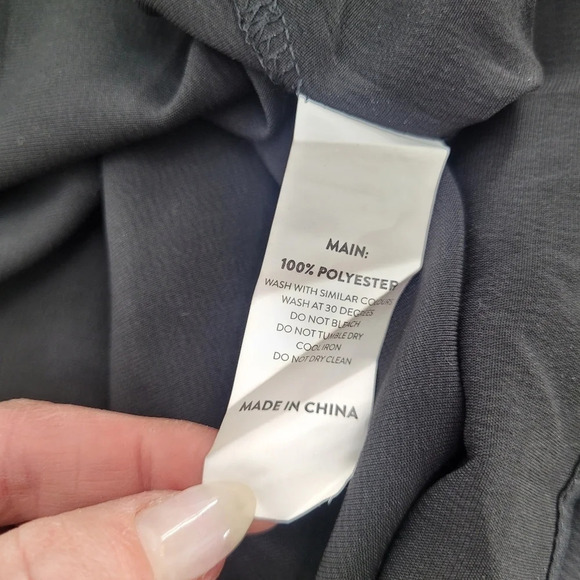 MAIN:
100% POLYESTER
WASH WITH SIMILAR COLOURS
WASH AT 30 DEGREES
DO NOT BLEACH
DO NOT TUMBLE DRY
COOL IRON
DO NOT DRY CLEAN
MADE IN CHINA